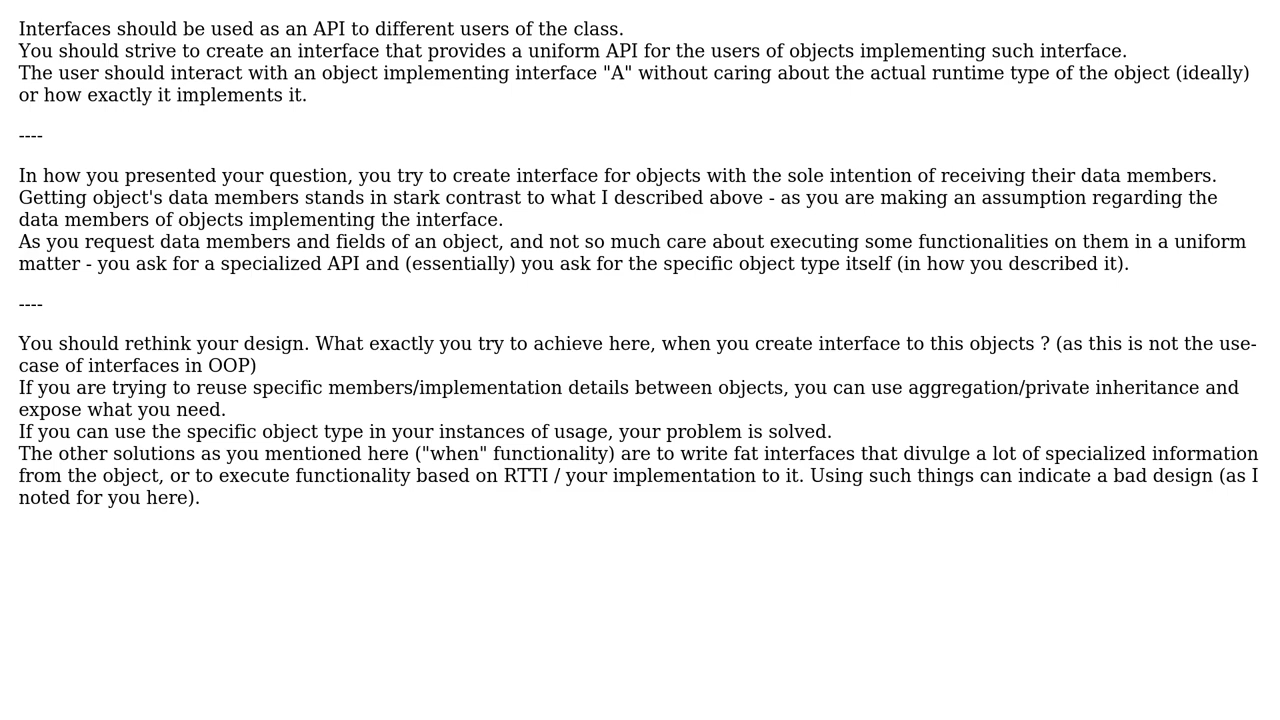 Interfaces should be used as an API to different users of the class.
You should strive to create an interface that provides a uniform API for the users of objects implementing such interface.
The user should interact with an object implementing interface "A" without caring about the actual runtime type of the object (ideally)
or how exactly it implements it.
----
In how you presented your question, you try to create interface for objects with the sole intention of receiving their data members.
Getting object's data members stands in stark contrast to what I described above - as you are making an assumption regarding the
data members of objects implementing the interface.
As you request data members and fields of an object, and not so much care about executing some functionalities on them in a uniform
matter - you ask for a specialized API and (essentially) you ask for the specific object type itself (in how you described it).
----
You should rethink your design. What exactly you try to achieve here, when you create interface to this objects ? (as this is not the use-
case of interfaces in OOP)
If you are trying to reuse specific members/implementation details between objects, you can use aggregation/private inheritance and
expose what you need.
If you can use the specific object type in your instances of usage, your problem is solved.
The other solutions as you mentioned here ("when" functionality) are to write fat interfaces that divulge a lot of specialized information
from the object, or to execute functionality based on RTTI / your implementation to it. Using such things can indicate a bad design (as I
noted for you here).